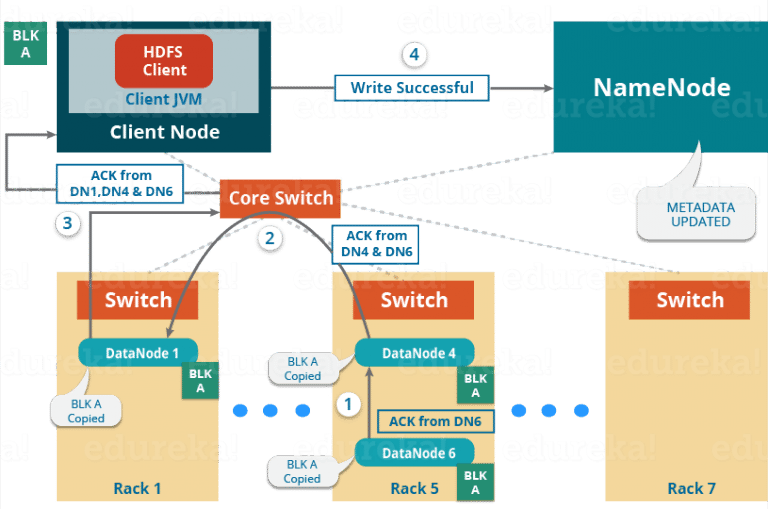 BLK
A
HDFS
Client
Client JVM
Client Node
4
Write Successful
NameNode
ACK from
DN1,DN4 & DN6
3
Core Switch
2
ACK from
DN4 & DN6
METADATA
UPDATED
Switch
Switch
Switch
DataNode 1
BLK
A
BLK A
Copied
DataNode 4
BLK A
Copied
BLK
A
1
ACK from DN6
DataNode 6
BLK A
Copied
BLK
A
Rack 1
Rack 5
Rack 7
edureka!